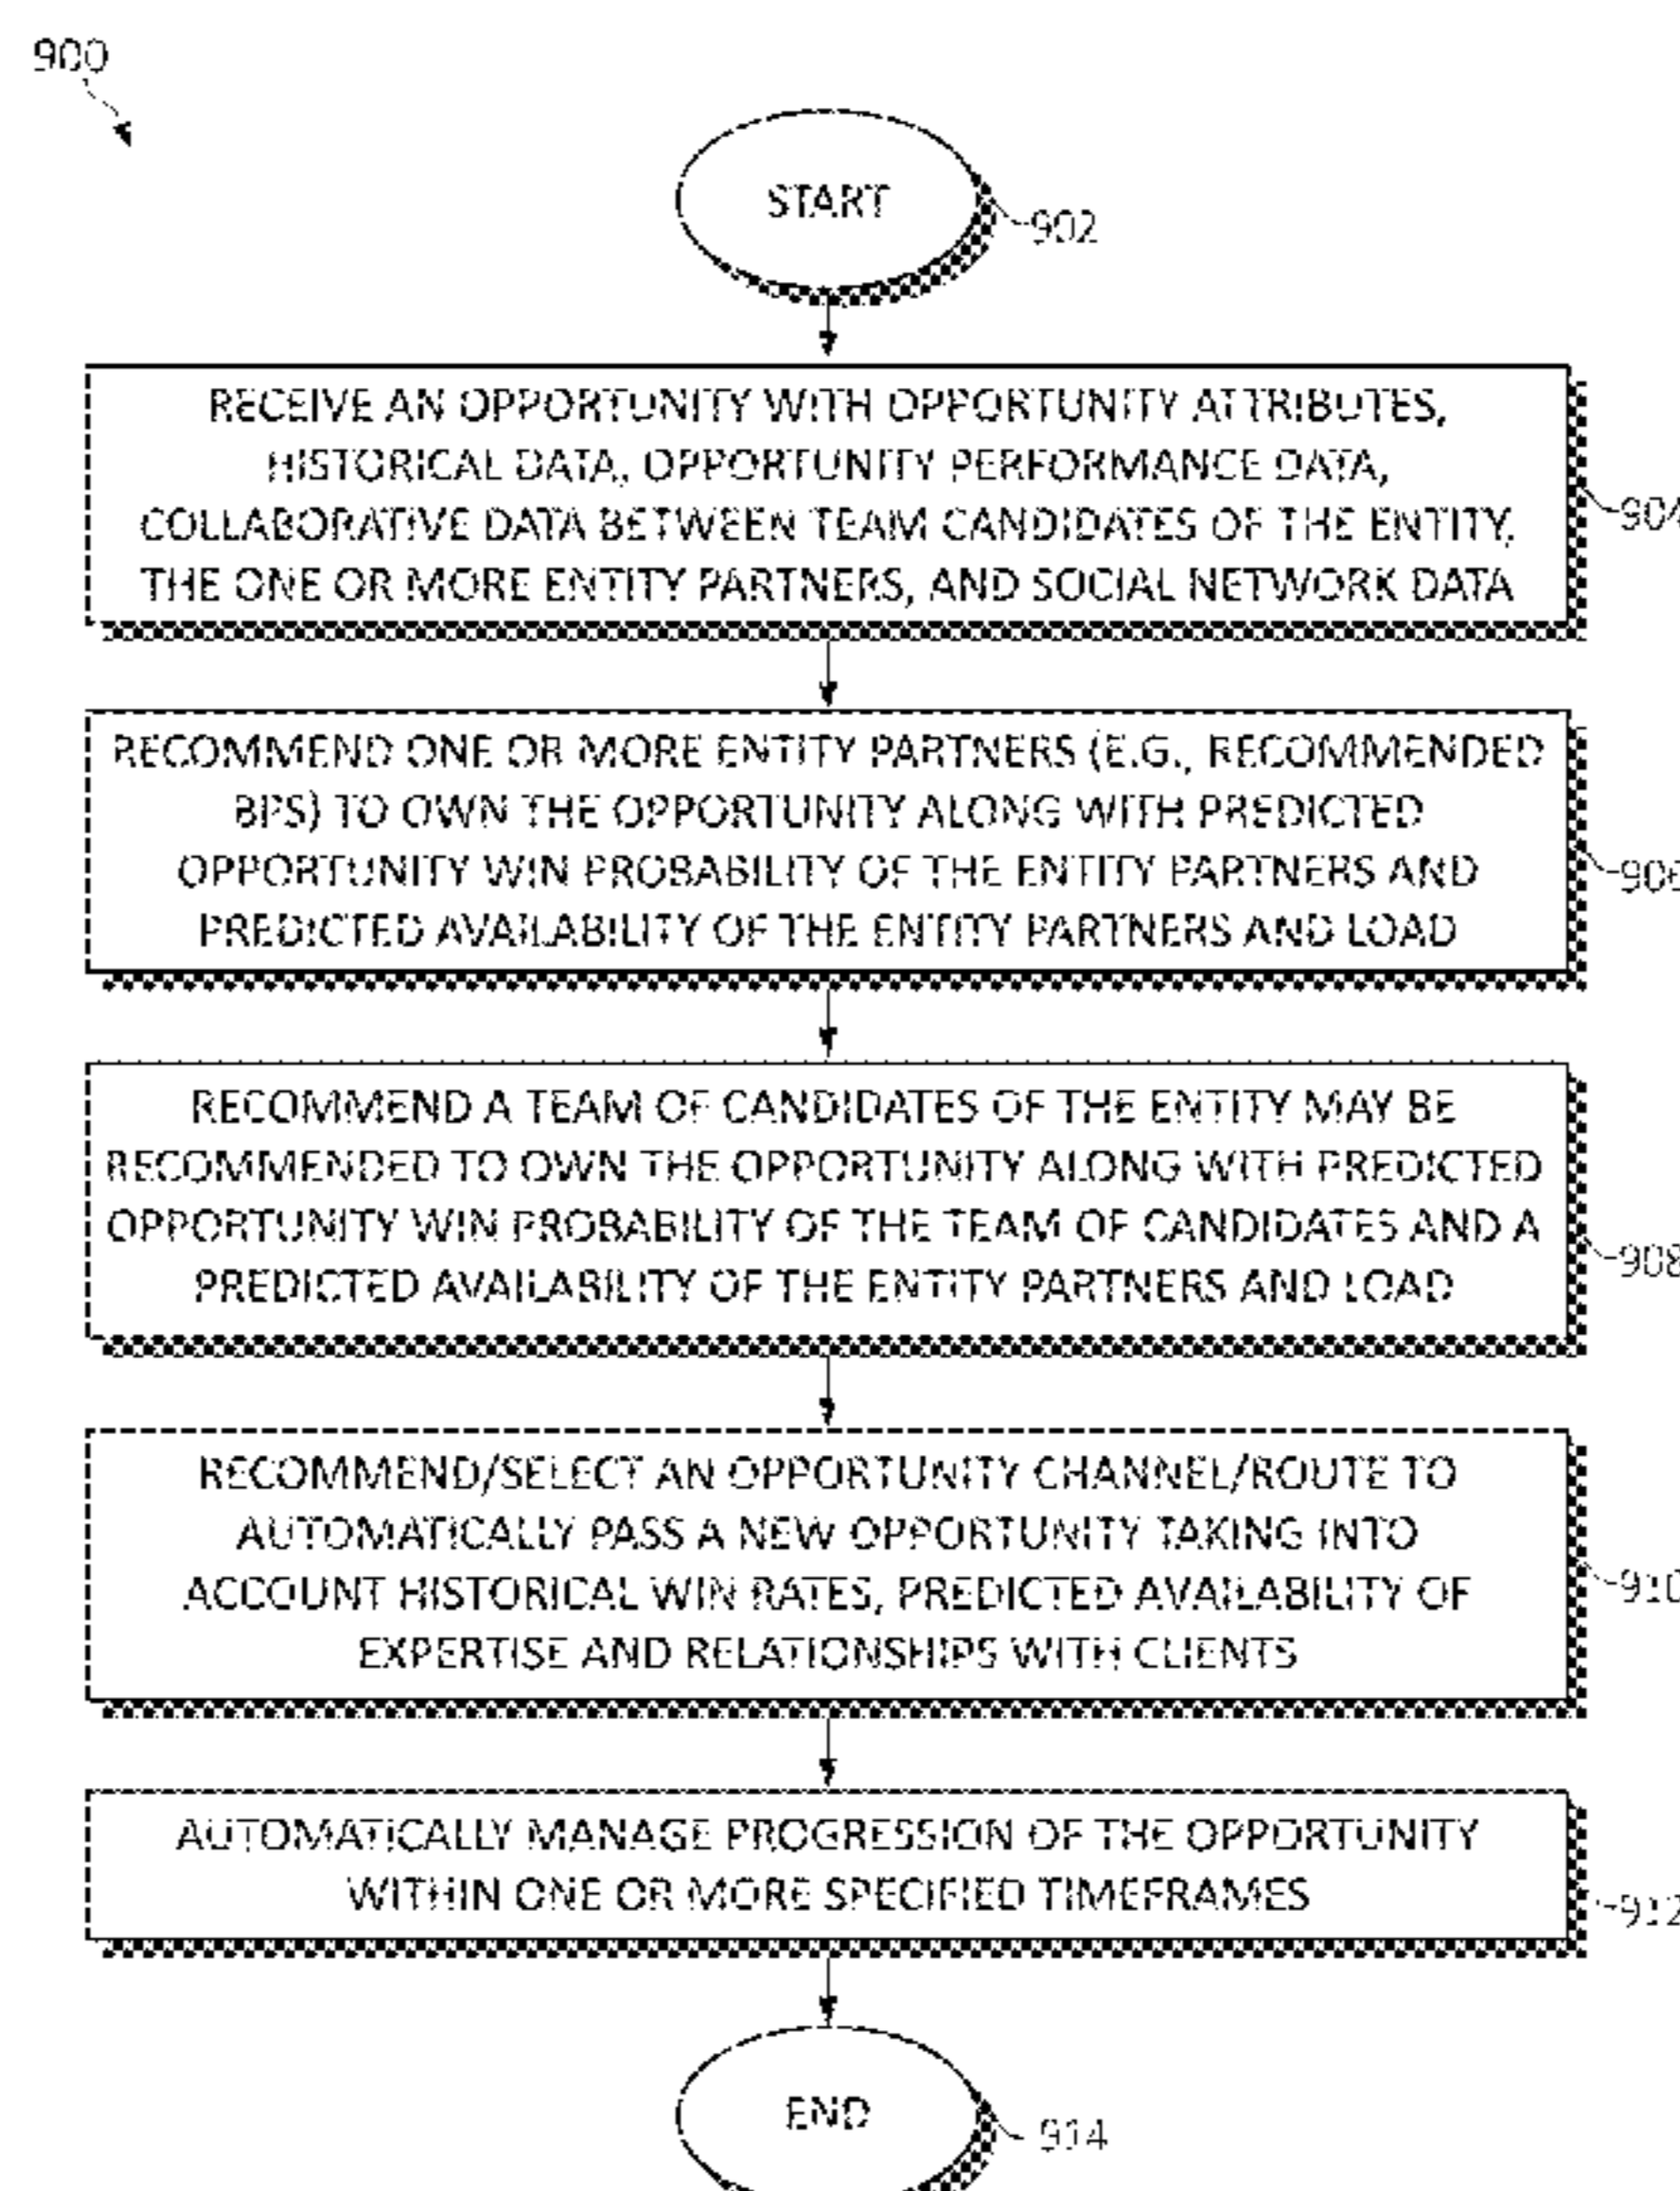 900
START
902
RECEIVE AN OPPORTUNITY WITH OPPORTUNITY ATTRIBUTES,
HISTORICAL DATA, OPPORTUNITY PERFORMANCE DATA,
COLLABORATIVE DATA BETWEEN TEAM CANDIDATES OF THE ENTITY,
THE ONE OR MORE ENTITY PARTNERS, AND SOCIAL NETWORK DATA
904
RECOMMEND ONE OR MORE ENTITY PARTNERS (E.G., RECOMMENDED
BPS) TO OWN THE OPPORTUNITY ALONG WITH PREDICTED
OPPORTUNITY WIN PROBABILITY OF THE ENTITY PARTNERS AND
PREDICTED AVAILABILITY OF THE ENTITY PARTNERS AND LOAD
906
RECOMMEND A TEAM OF CANDIDATES OF THE ENTITY MAY BE
RECOMMENDED TO OWN THE OPPORTUNITY ALONG WITH PREDICTED
OPPORTUNITY WIN PROBABILITY OF THE TEAM OF CANDIDATES AND A
PREDICTED AVAILABILITY OF THE ENTITY PARTNERS AND LOAD
908
RECOMMEND/SELECT AN OPPORTUNITY CHANNEL/ROUTE TO
AUTOMATICALLY PASS A NEW OPPORTUNITY TAKING INTO
ACCOUNT HISTORICAL WIN RATES, PREDICTED AVAILABILITY OF
EXPERTISE AND RELATIONSHIPS WITH CLIENTS
910
AUTOMATICALLY MANAGE PROGRESSION OF THE OPPORTUNITY
WITHIN ONE OR MORE SPECIFIED TIMEFRAMES
912
END
914